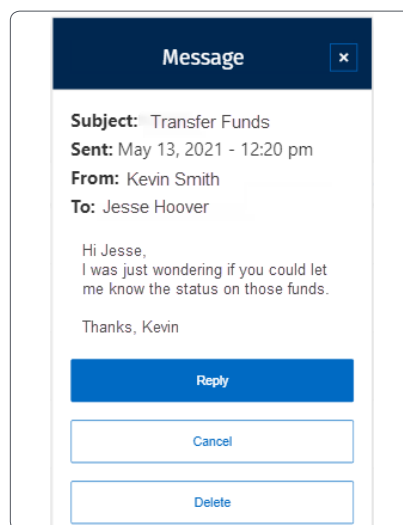 Message
×
Subject: Transfer Funds
Sent: May 13, 2021 - 12:20 pm
From: Kevin Smith
To: Jesse Hoover
Hi Jesse,
I was just wondering if you could let
me know the status on those funds.
Thanks, Kevin
Reply
Cancel
Delete